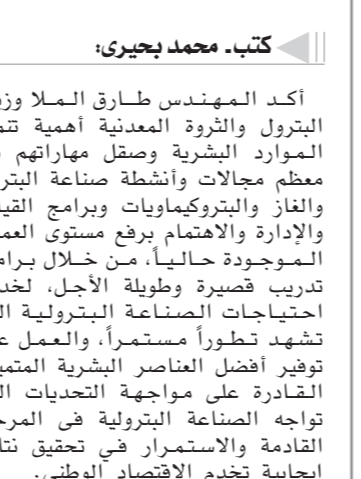 كتب. محمد بحيرى:
أكد المهندس طارق الملا
البترول والثروة المعدنية أهمية
الموارد البشرية وصقل مهاراتهم
معظم مجالات وأنشطة صناعة
والغاز والبتروكيماويات وبرامج
والإدارة والاهتمام برفع مستوى
الموجودة حالياً، من خلال
تدريب قصيرة وطويلة الأجل،
احتياجات الصناعة البترولية
تشهد تطوراً مستمراً، والعمل
توفير أفضل العناصر البشرية
القادرة على مواجهة التحديات
تواجه الصناعة البترولية فى
القادمة والاستمرار في تحقيق
إيجابية تخدم الاقتصاد الوطنى.